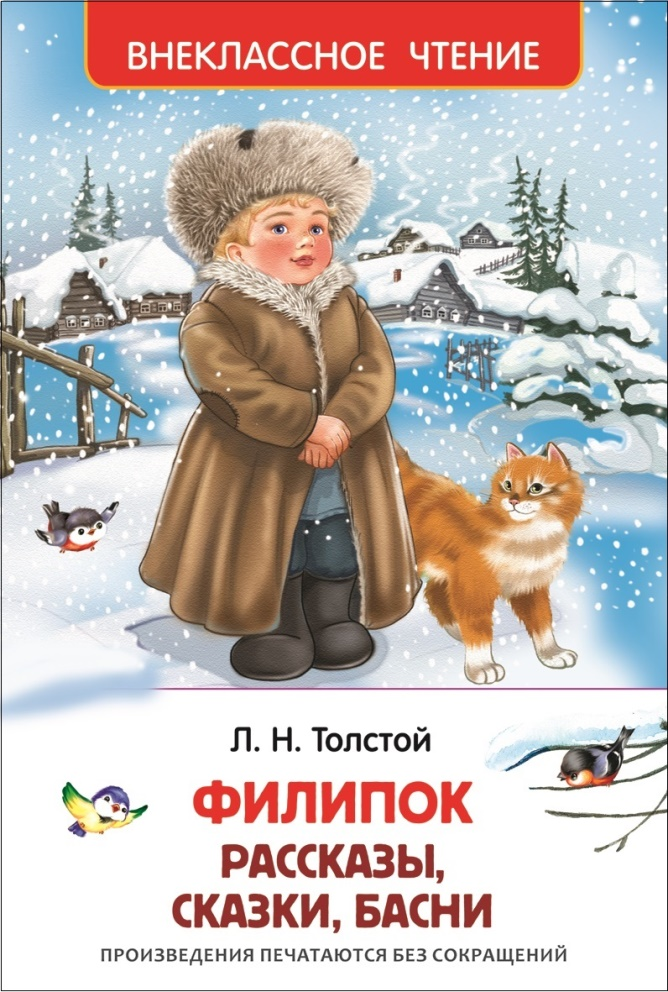 ВНЕКЛАССНОЕ ЧТЕНИЕ
Л. Н. Толстой
ФИЛИПОК
РАССКАЗЫ,
СКАЗКИ, БАСНИ
ПРОИЗВЕДЕНИЯ ПЕЧАТАЮТСЯ БЕЗ СОКРАЩЕНИЙ